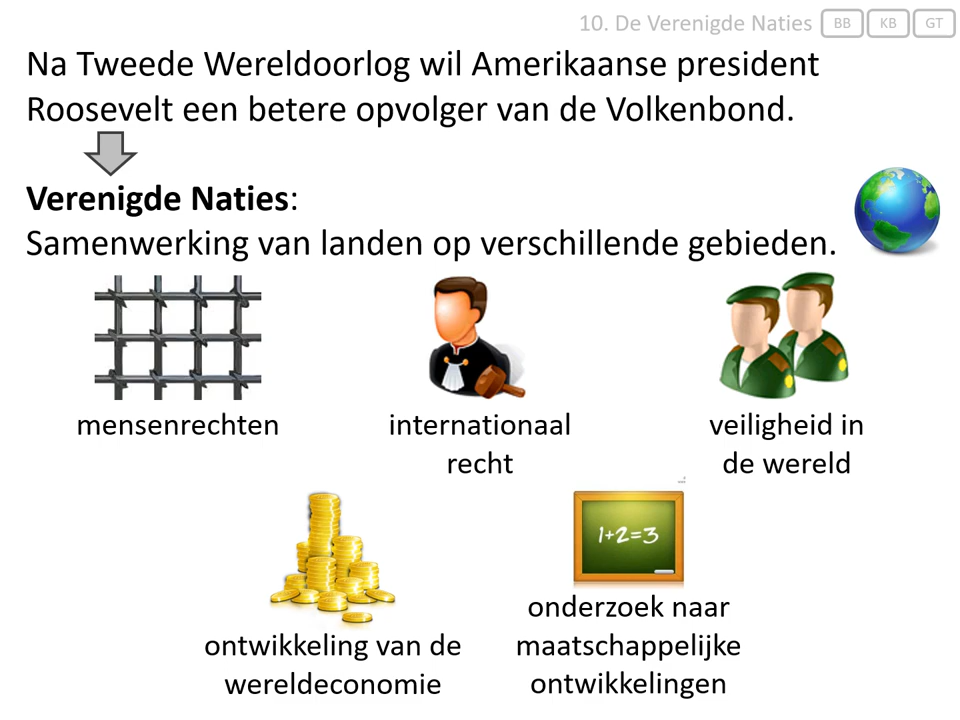 10. De Verenigde Naties BB KB GT
Na Tweede Wereldoorlog wil Amerikaanse president
Roosevelt een betere opvolger van de Volkenbond.
Verenigde Naties:
Samenwerking van landen op verschillende gebieden.
mensenrechten
internationaal
recht
veiligheid in
de wereld
1+2=3
ontwikkeling van de
wereldeconomie
onderzoek naar
maatschappelijke
ontwikkelingen